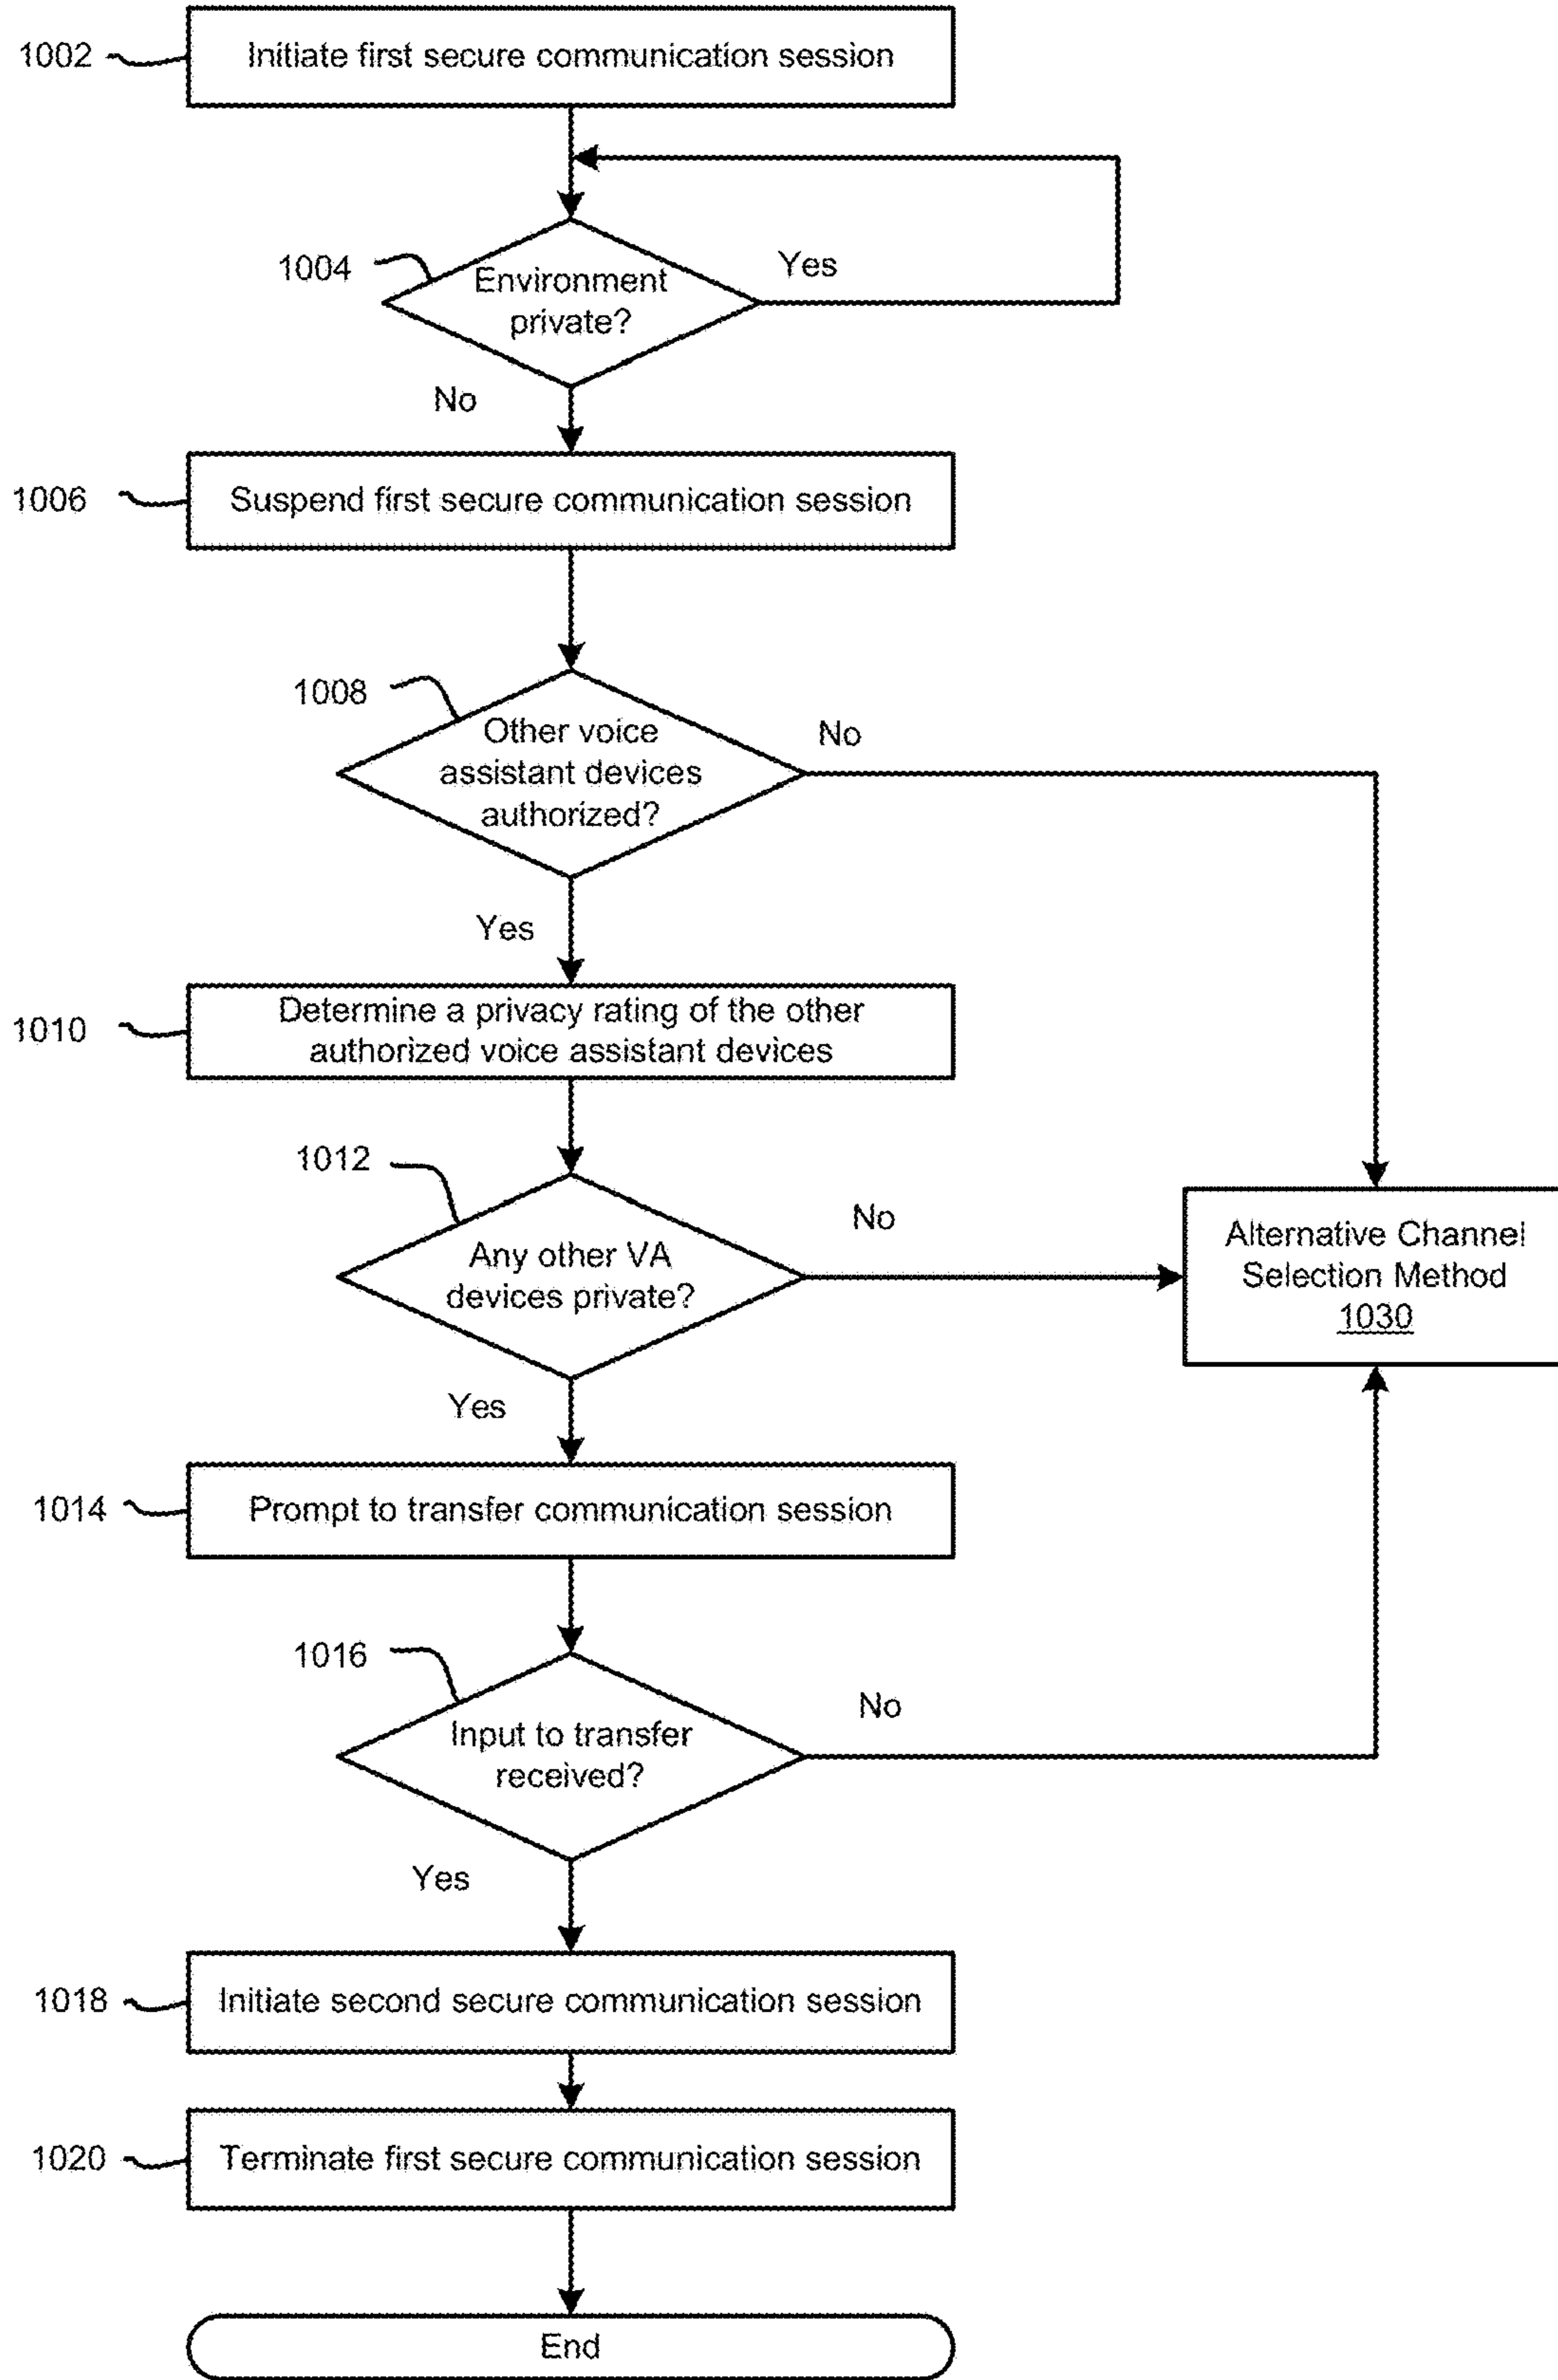 1002
Initiate first secure communication session
1004
Environment
private?
Yes
No
1006
Suspend first secure communication session
1008
Other voice
assistant devices
authorized?
No
Yes
1010
Determine a privacy rating of the other
authorized voice assistant devices
1012
Any other VA
devices private?
No
Alternative Channel
Selection Method
1030
Yes
1014
Prompt to transfer communication session
1016
Input to transfer
received?
No
Yes
1018
Initiate second secure communication session
1020
Terminate first secure communication session
End